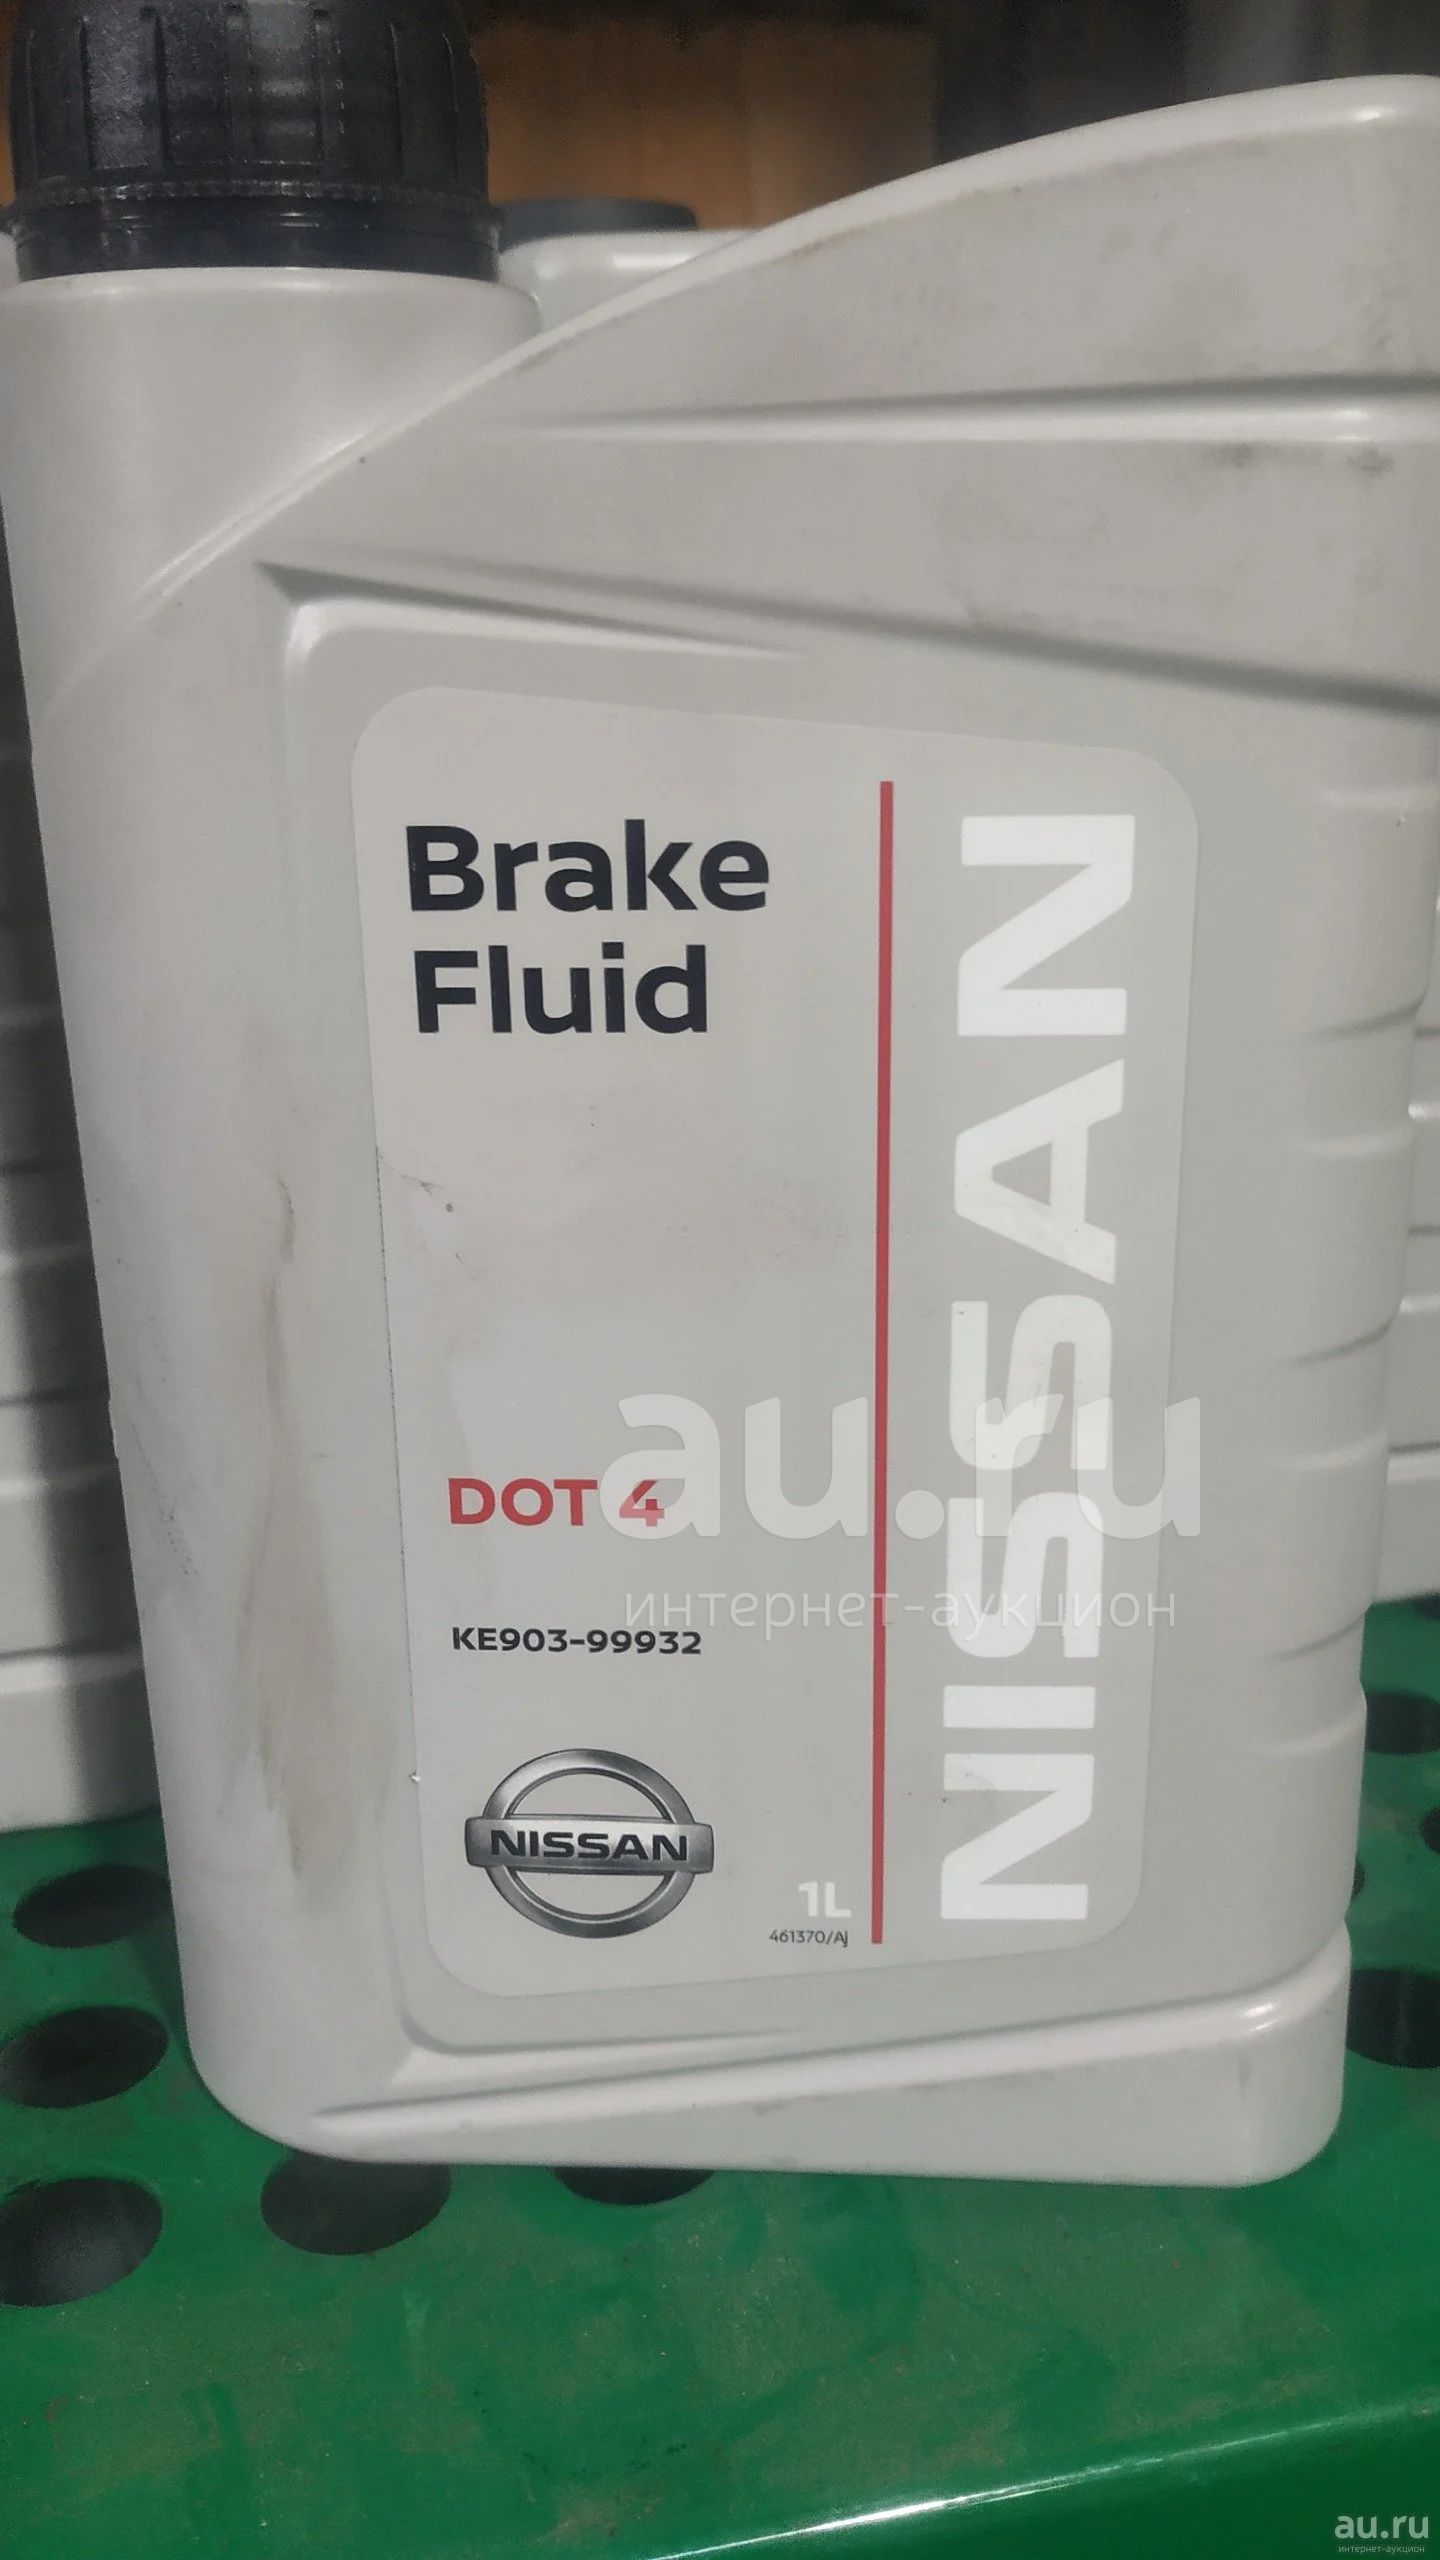 Brake
Fluid
NISSAN
DOT 4
au.ru
интернет-аукцион
KE903-99932
NISSAN
1L
461370/Aj
au.ru
интернет-аукцион